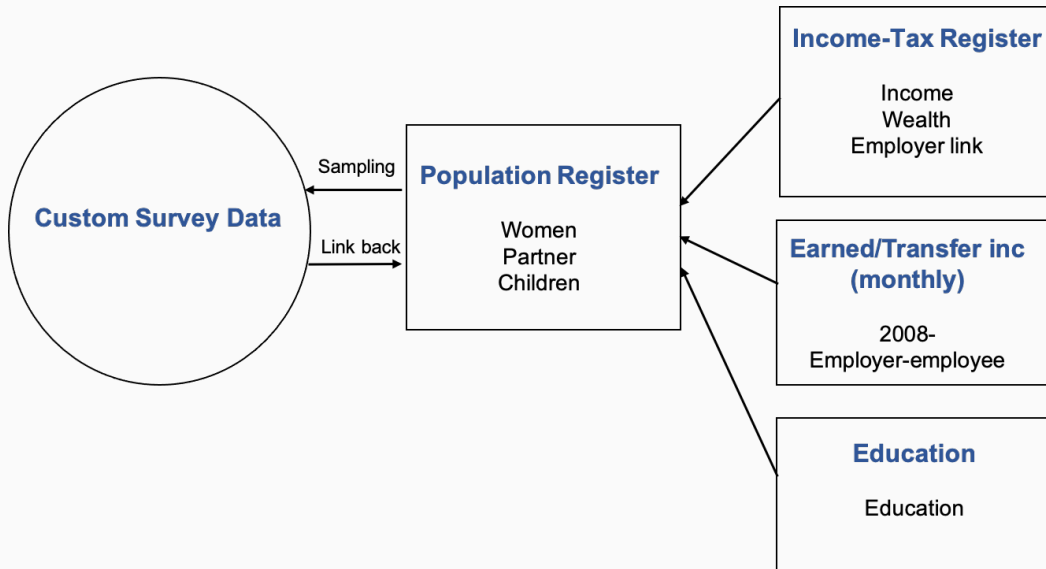 Custom Survey Data
Sampling
Link back
Population Register
Women
Partner
Children
Income-Tax Register
Income
Wealth
Employer link
Earned/Transfer inc
(monthly)
2008-
Employer-employee
Education
Education